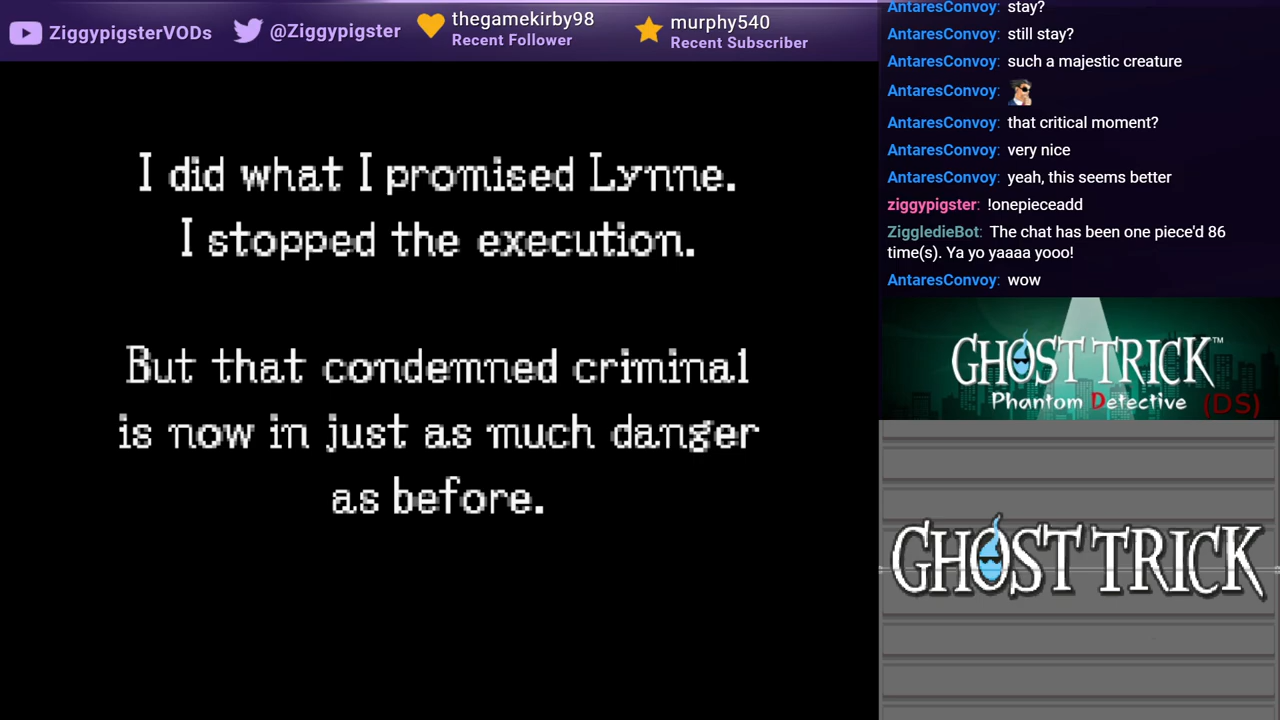 ZiggypigsterVODs
@Ziggypigster
thegamekirby98
Recent Follower
murphy540
Recent Subscriber
I did what I promised Lynne.
I stopped the execution.
But that condemned criminal
is now in just as much danger
as before.
AntaresConvoy: stay?
AntaresConvoy: still stay?
AntaresConvoy: such a majestic creature
AntaresConvoy:
AntaresConvoy: that critical moment?
AntaresConvoy: very nice
AntaresConvoy: yeah, this seems better
ziggypigster: !onepieceadd
ZiggledieBot: The chat has been one piece'd 86
time(s). Ya yo yaaaa yooo!
AntaresConvoy: wow
GHOST TRICK™
Phantom Detective (DS)
GHOST TRICK